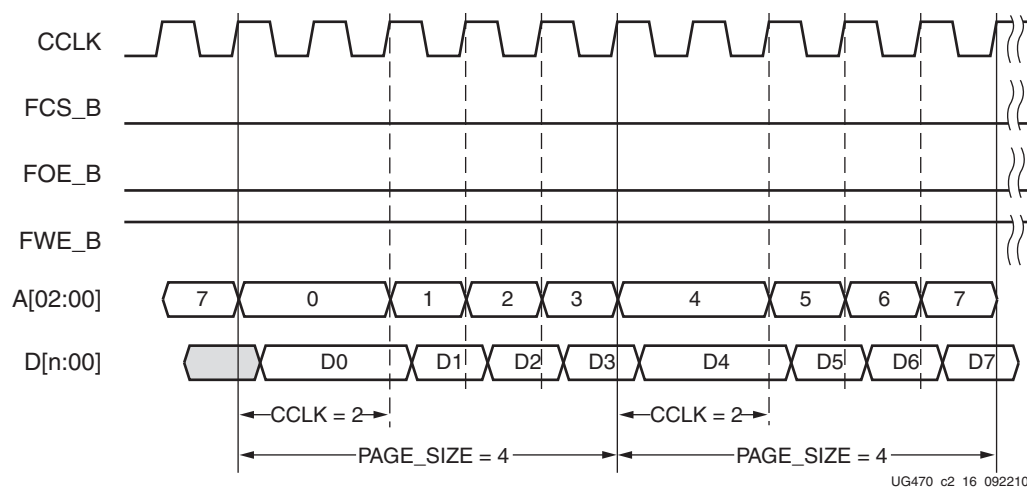 CCLK
FCS_B
FOE_B
FWE_B
A[02:00] 7 0 1 2 3 4 5 6 7
D[n:00] D0 D1 D2 D3 D4 D5 D6 D7
CCLK = 2 CCLK = 2
PAGE_SIZE = 4 PAGE_SIZE = 4
UG470_c2_16_092210